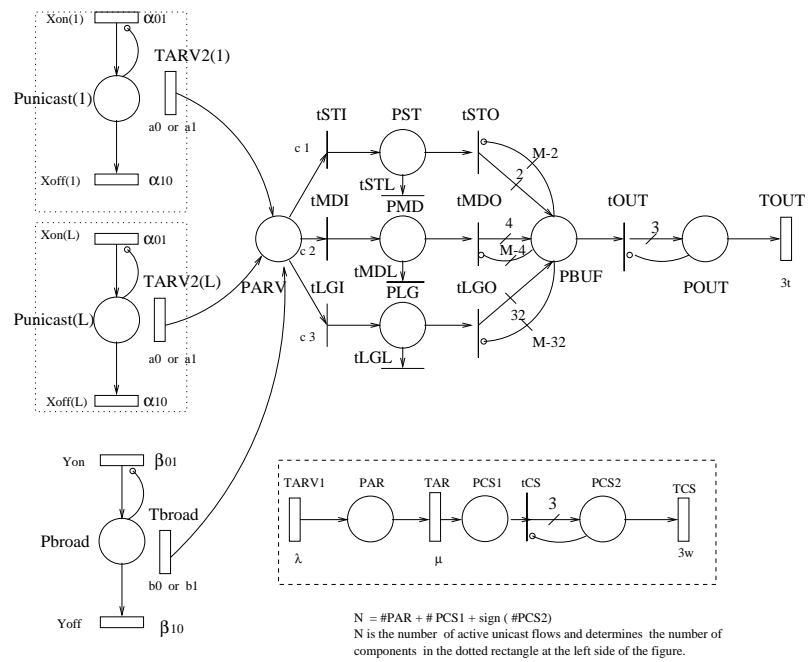 Xon(1) α01
TARV2(1)
Punicast(1)
a0 or a1
Xoff(1) α10
Xon(L) α01
TARV2(L)
Punicast(L)
a0 or a1
Xoff(L) α10
tSTI PST tSTO
c 1
M-2
2
tSTL
tMDI PMD tMDO
c 2
4
M-4
tMDL
PARV
tLGI PLG tLGO
c 3
32
M-32
tLGL
PBUF
tOUT
3
POUT
TOUT
3t
Yon β01
Tbroad
Pbroad
b0 or b1
Yoff β10
TARV1 PAR TAR PCS1 tCS PCS2 TCS
3
λ μ 3w
N = #PAR + # PCS1 + sign ( #PCS2)
N is the number of active unicast flows and determines the number of
components in the dotted rectangle at the left side of the figure.